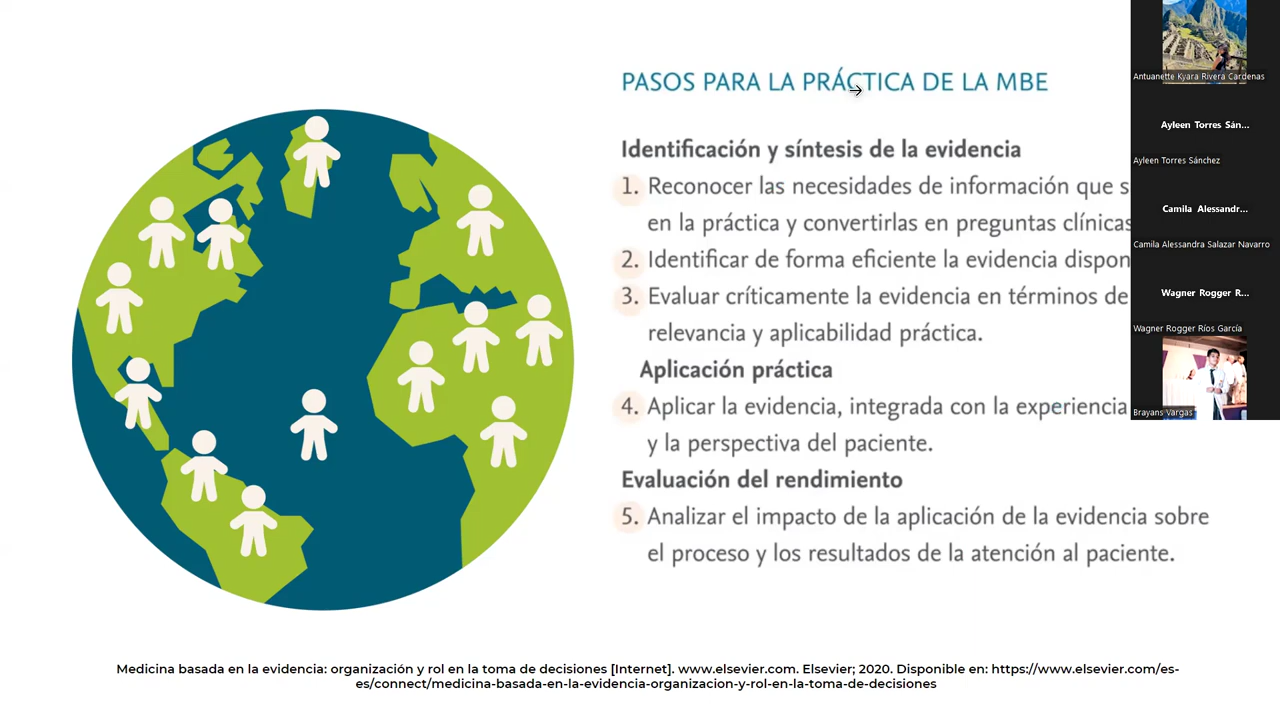 PASOS PARA LA PRÁCTICA DE LA MBE
Identificación y síntesis de la evidencia
1. Reconocer las necesidades de información que s
en la práctica y convertirlas en preguntas clínicas
2. Identificar de forma eficiente la evidencia dispon
3. Evaluar críticamente la evidencia en términos de
relevancia y aplicabilidad práctica.
Aplicación práctica
4. Aplicar la evidencia, integrada con la experiencia
y la perspectiva del paciente.
Evaluación del rendimiento
5. Analizar el impacto de la aplicación de la evidencia sobre
el proceso y los resultados de la atención al paciente.
Medicina basada en la evidencia: organización y rol en la toma de decisiones [Internet]. www.elsevier.com. Elsevier; 2020. Disponible en: https://www.elsevier.com/es-
es/connect/medicina-basada-en-la-evidencia-organizacion-y-rol-en-la-toma-de-decisiones
Antuanette Kyara Rivera Cardenas
Ayleen Torres Sán...
Ayleen Torres Sánchez
Camila Alessandr...
Camila Alessandra Salazar Navarro
Wagner Rogger R...
Wagner Rogger Ríos García
Brayans Vargas